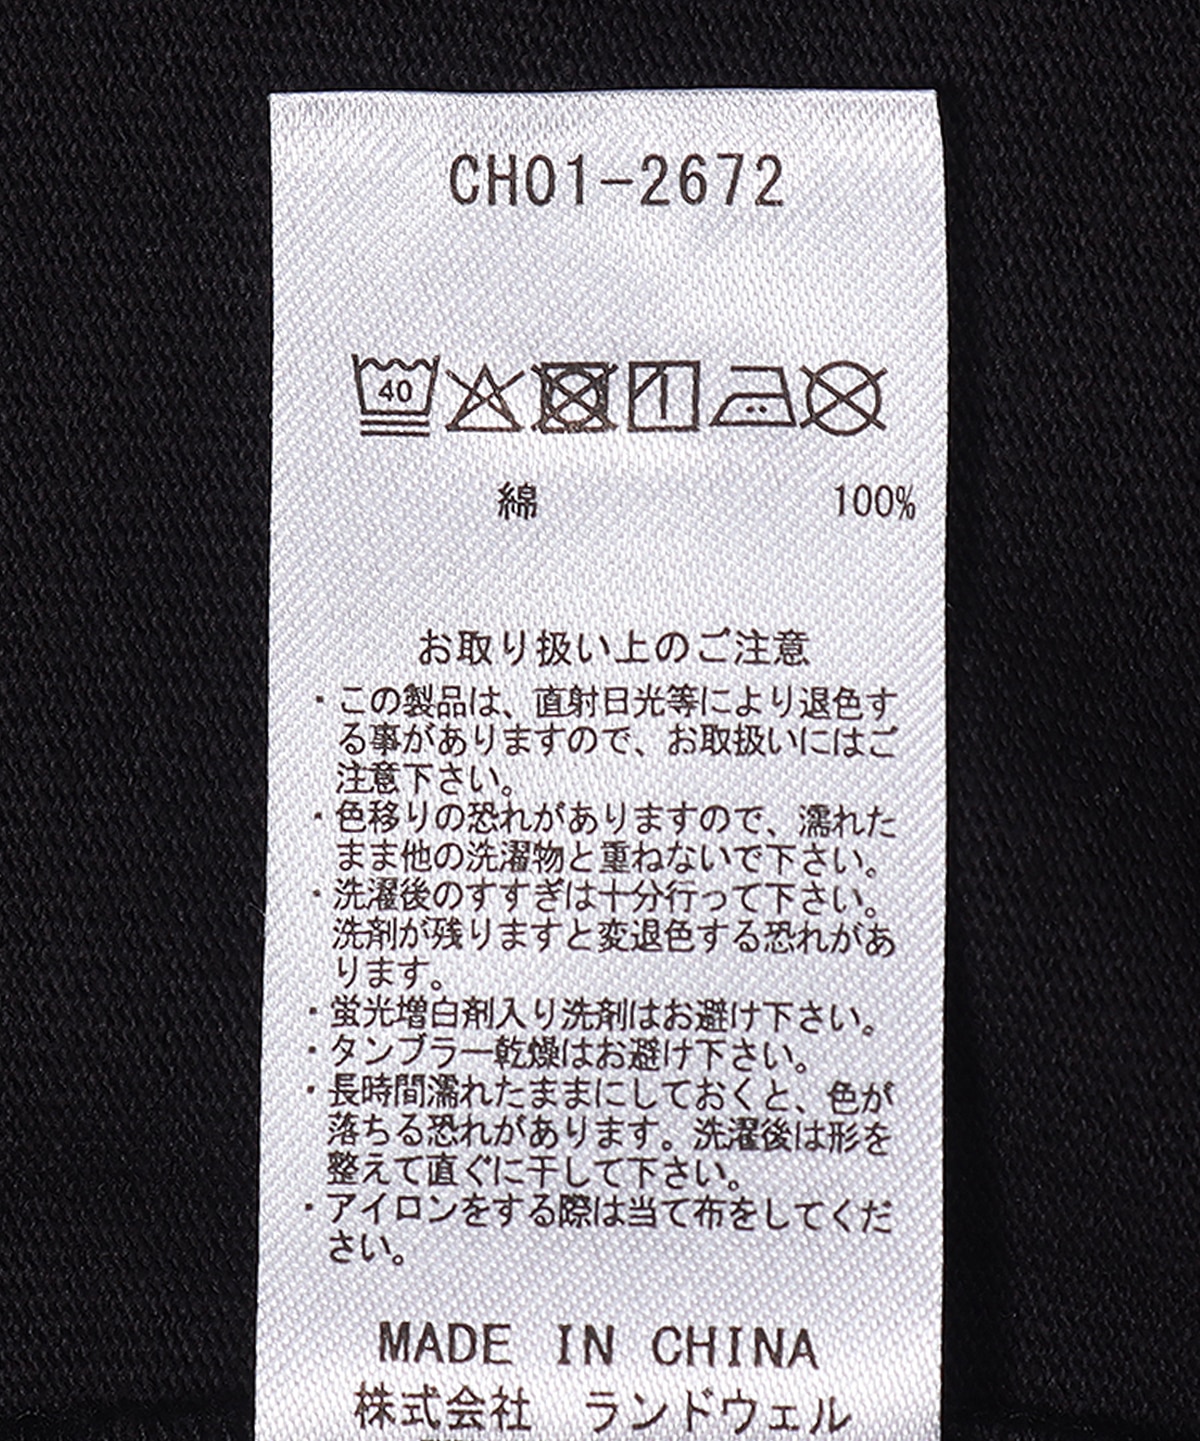 CH01-2672
40
綿 100%
お取り扱い上のご注意
・この製品は、直射日光等により退色す
る事がありますので、お取扱いにはご
注意下さい。
・色移りの恐れがありますので、濡れた
まま他の洗濯物と重ねないで下さい。
・洗濯後のすすぎは十分行って下さい。
洗剤が残りますと変退色する恐れがあ
ります。
・蛍光増白剤入り洗剤はお避け下さい。
・タンブラー乾燥はお避け下さい。
・長時間濡れたままにしておくと、色が
落ちる恐れがあります。洗濯後は形を
整えて直ぐに干して下さい。
・アイロンをする際は当て布をしてくだ
さい。
MADE IN CHINA
株式会社 ランドウェル